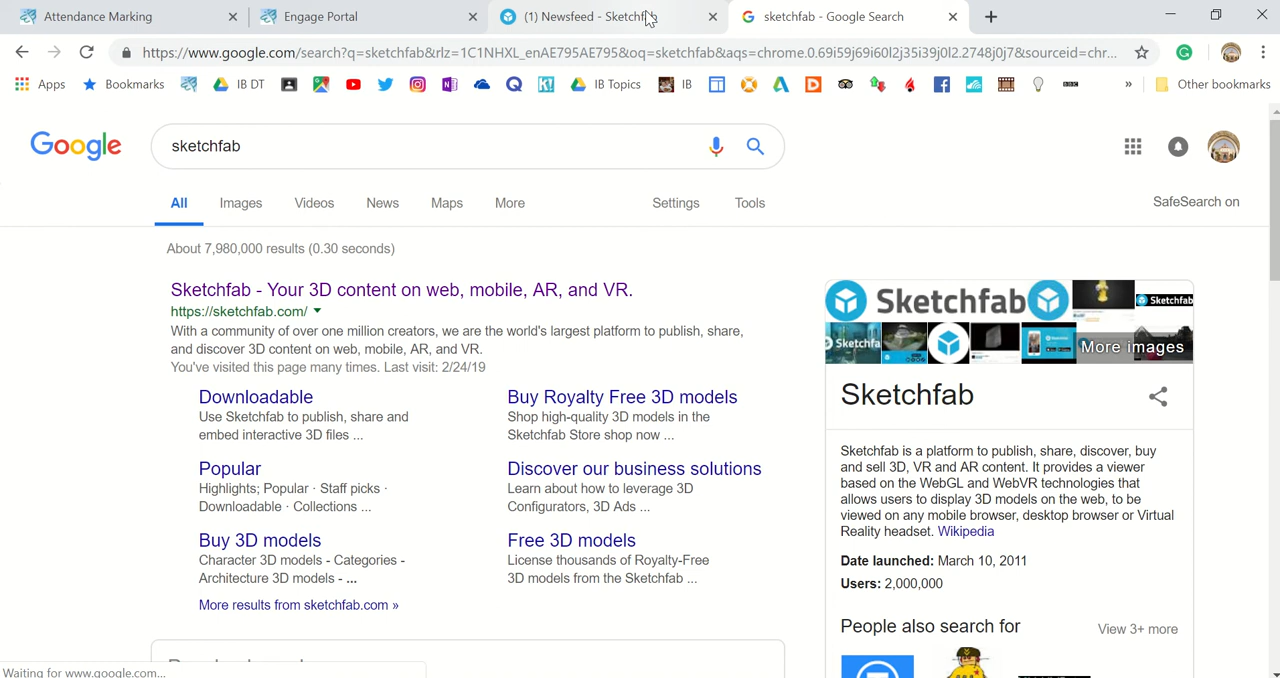 Attendance Marking
Engage Portal
(1) Newsfeed - Sketchfab
sketchfab - Google Search
https://www.google.com/search?q=sketchfab&rlz=1C1NHXL_enAE795AE795&oq=sketchfab&aqs=chrome.0.69i59j69i60l2j35i39j0l2.2748j0j7&sourceid=chr...
Apps
Bookmarks
IB DT
IB Topics
IB
BBC
»
Other bookmarks
Google
sketchfab
All
Images
Videos
News
Maps
More
Settings
Tools
SafeSearch on
About 7,980,000 results (0.30 seconds)
Sketchfab - Your 3D content on web, mobile, AR, and VR.
https://sketchfab.com/
With a community of over one million creators, we are the world's largest platform to publish, share,
and discover 3D content on web, mobile, AR, and VR.
You've visited this page many times. Last visit: 2/24/19
Downloadable
Use Sketchfab to publish, share and
embed interactive 3D files ...
Buy Royalty Free 3D models
Shop high-quality 3D models in the
Sketchfab Store shop now ...
Popular
Highlights; Popular · Staff picks ·
Downloadable · Collections ...
Discover our business solutions
Learn about how to leverage 3D
Configurators, 3D Ads ...
Buy 3D models
Character 3D models - Categories -
Architecture 3D models - ...
Free 3D models
License thousands of Royalty-Free
3D models from the Sketchfab ...
More results from sketchfab.com »
Sketchfab
Sketchfab
Sketchfa
More images
Sketchfab
Sketchfab is a platform to publish, share, discover, buy
and sell 3D, VR and AR content. It provides a viewer
based on the WebGL and WebVR technologies that
allows users to display 3D models on the web, to be
viewed on any mobile browser, desktop browser or Virtual
Reality headset. Wikipedia
Date launched: March 10, 2011
Users: 2,000,000
People also search for
View 3+ more
Waiting for www.google.com...